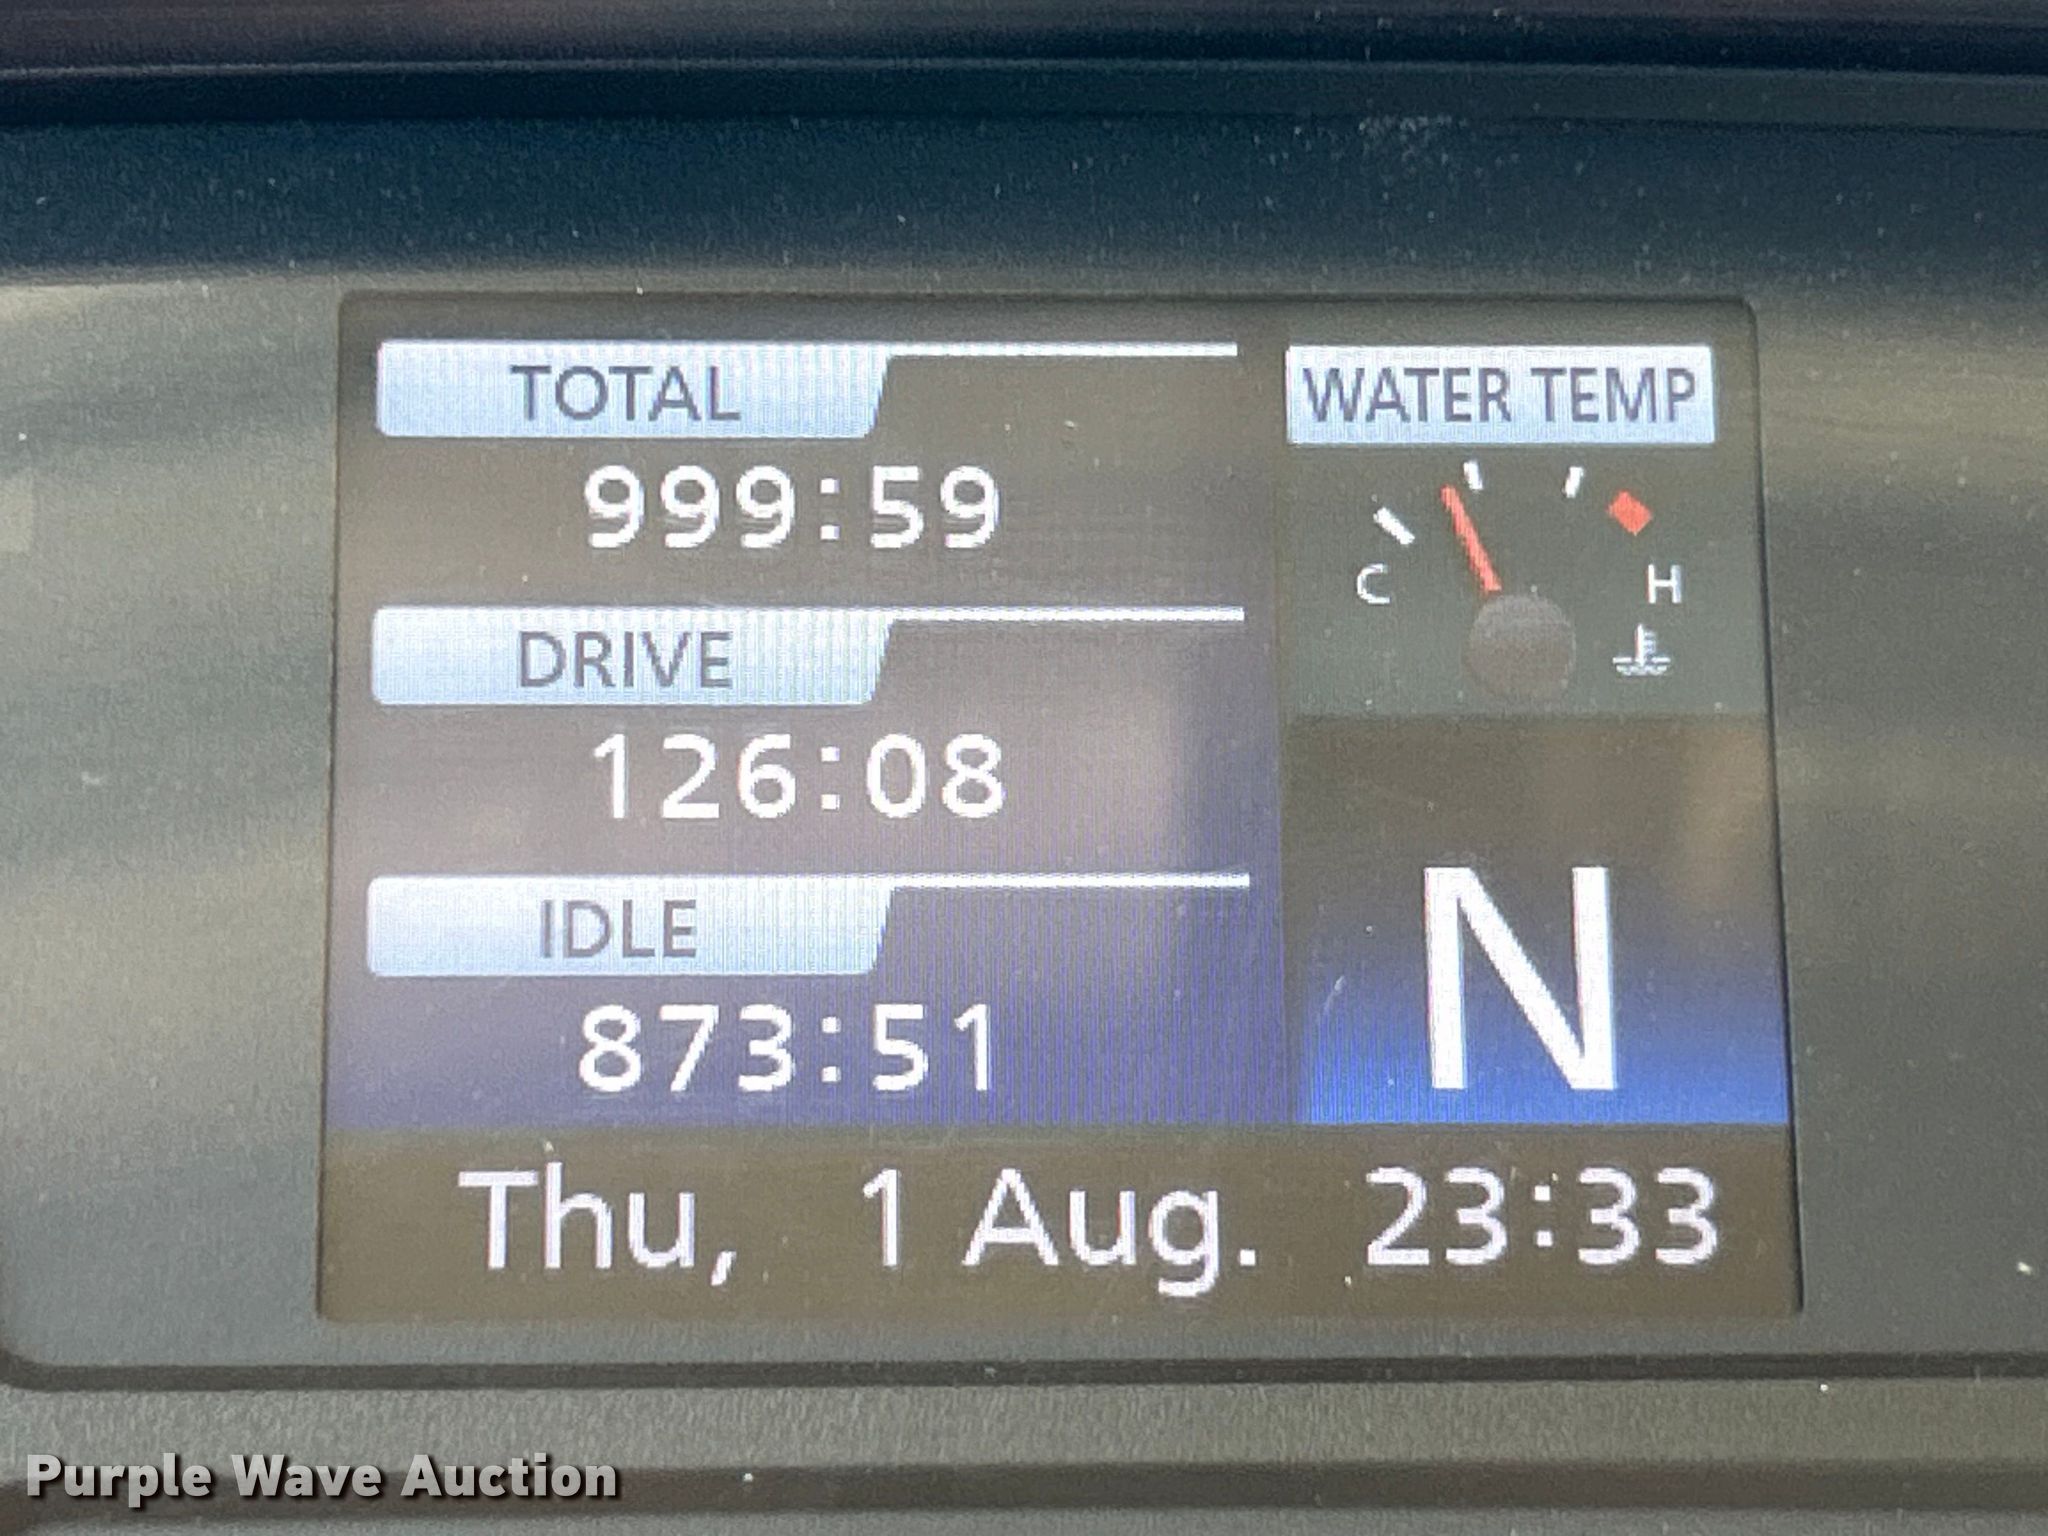 TOTAL
999:59
DRIVE
126:08
IDLE
873:51
WATER TEMP
C H
N
Thu, 1 Aug. 23:33
Purple Wave Auction